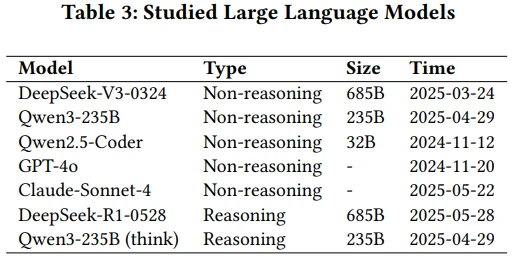 Table 3: Studied Large Language Models
Model Type Size Time
DeepSeek-V3-0324 Non-reasoning 685B 2025-03-24
Qwen3-235B Non-reasoning 235B 2025-04-29
Qwen2.5-Coder Non-reasoning 32B 2024-11-12
GPT-4o Non-reasoning - 2024-11-20
Claude-Sonnet-4 Non-reasoning - 2025-05-22
DeepSeek-R1-0528 Reasoning 685B 2025-05-28
Qwen3-235B (think) Reasoning 235B 2025-04-29